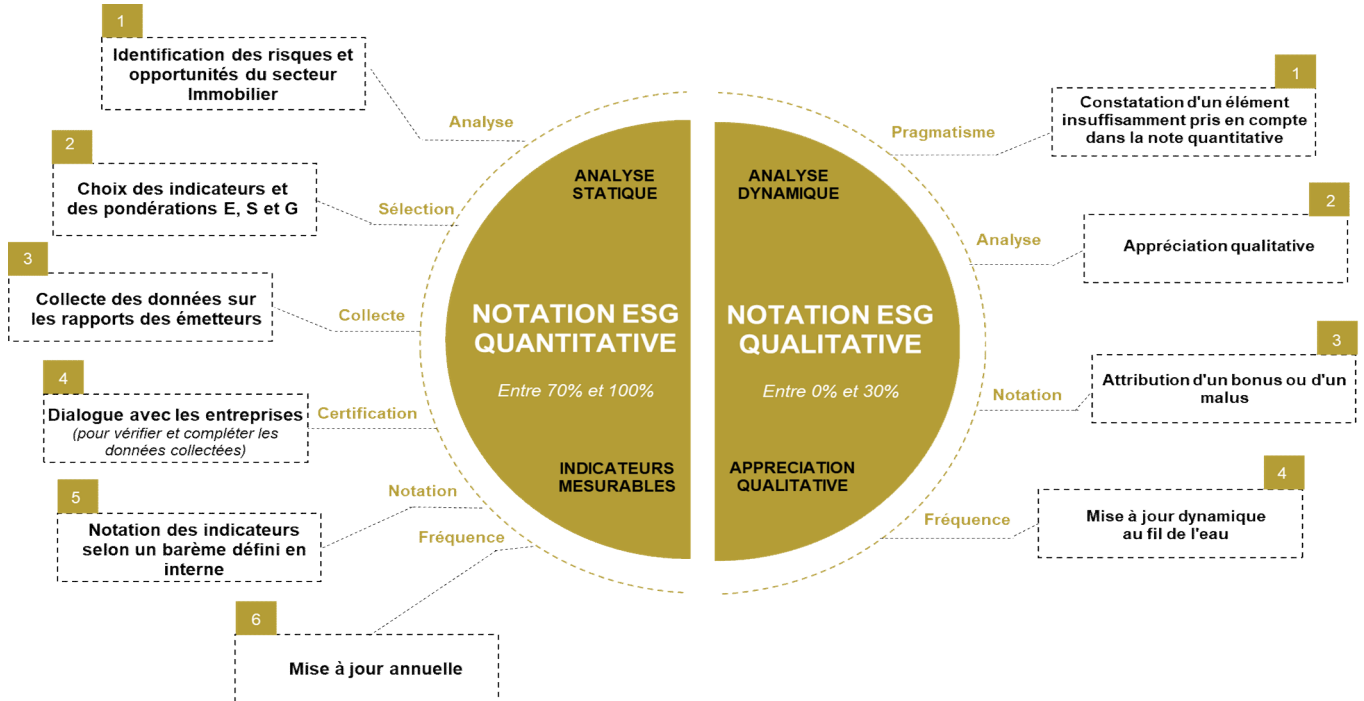 1
Identification des risques et
opportunités du secteur
Immobilier
Analyse
2
Choix des indicateurs et
des pondérations E, S et G
Sélection
3
Collecte des données sur
les rapports des émetteurs
Collecte
4
Dialogue avec les entreprises
(pour vérifier et compléter les
données collectées)
Certification
5
Notation des indicateurs
selon un barème défini en
interne
Notation
6
Mise à jour annuelle
Fréquence
ANALYSE
STATIQUE
NOTATION ESG
QUANTITATIVE
Entre 70% et 100%
INDICATEURS
MESURABLES
ANALYSE
DYNAMIQUE
NOTATION ESG
QUALITATIVE
Entre 0% et 30%
APPRECIATION
QUALITATIVE
Pragmatisme
1
Constatation d'un élément
insuffisamment pris en compte
dans la note quantitative
Analyse
2
Appréciation qualitative
Notation
3
Attribution d'un bonus ou d'un
malus
Fréquence
4
Mise à jour dynamique
au fil de l'eau